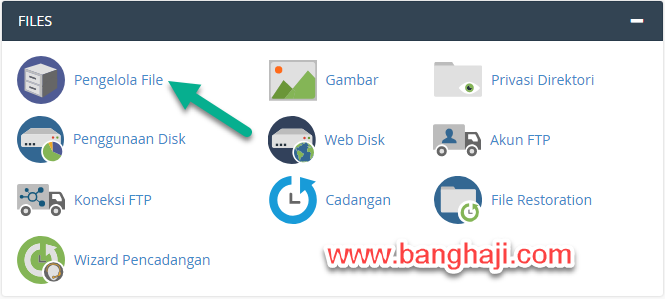 FILES
Pengelola File
Gambar
Privasi Direktori
Penggunaan Disk
Web Disk
Akun FTP
Koneksi FTP
Cadangan
File Restoration
Wizard Pencadangan
www.banghaji.com